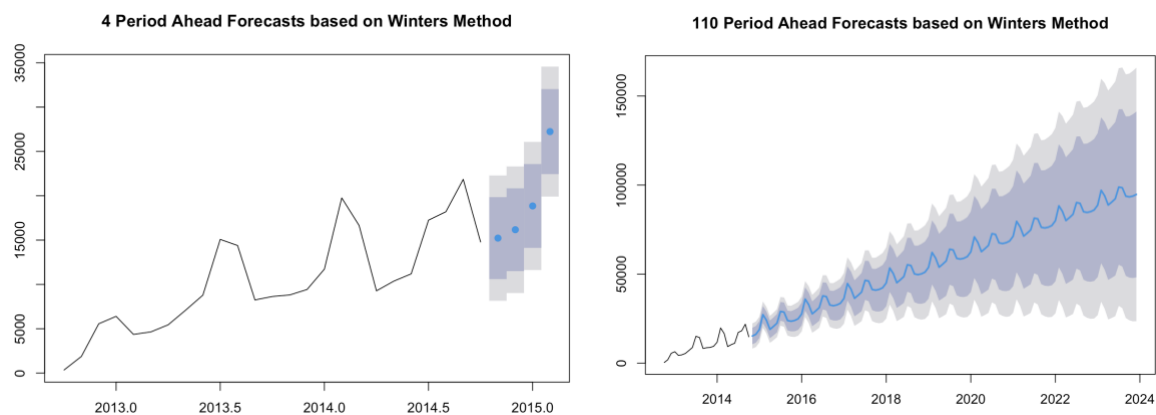 4 Period Ahead Forecasts based on Winters Method
35000
25000
15000
5000
0
2013.0 2013.5 2014.0 2014.5 2015.0
110 Period Ahead Forecasts based on Winters Method
150000
100000
50000
0
2014 2016 2018 2020 2022 2024